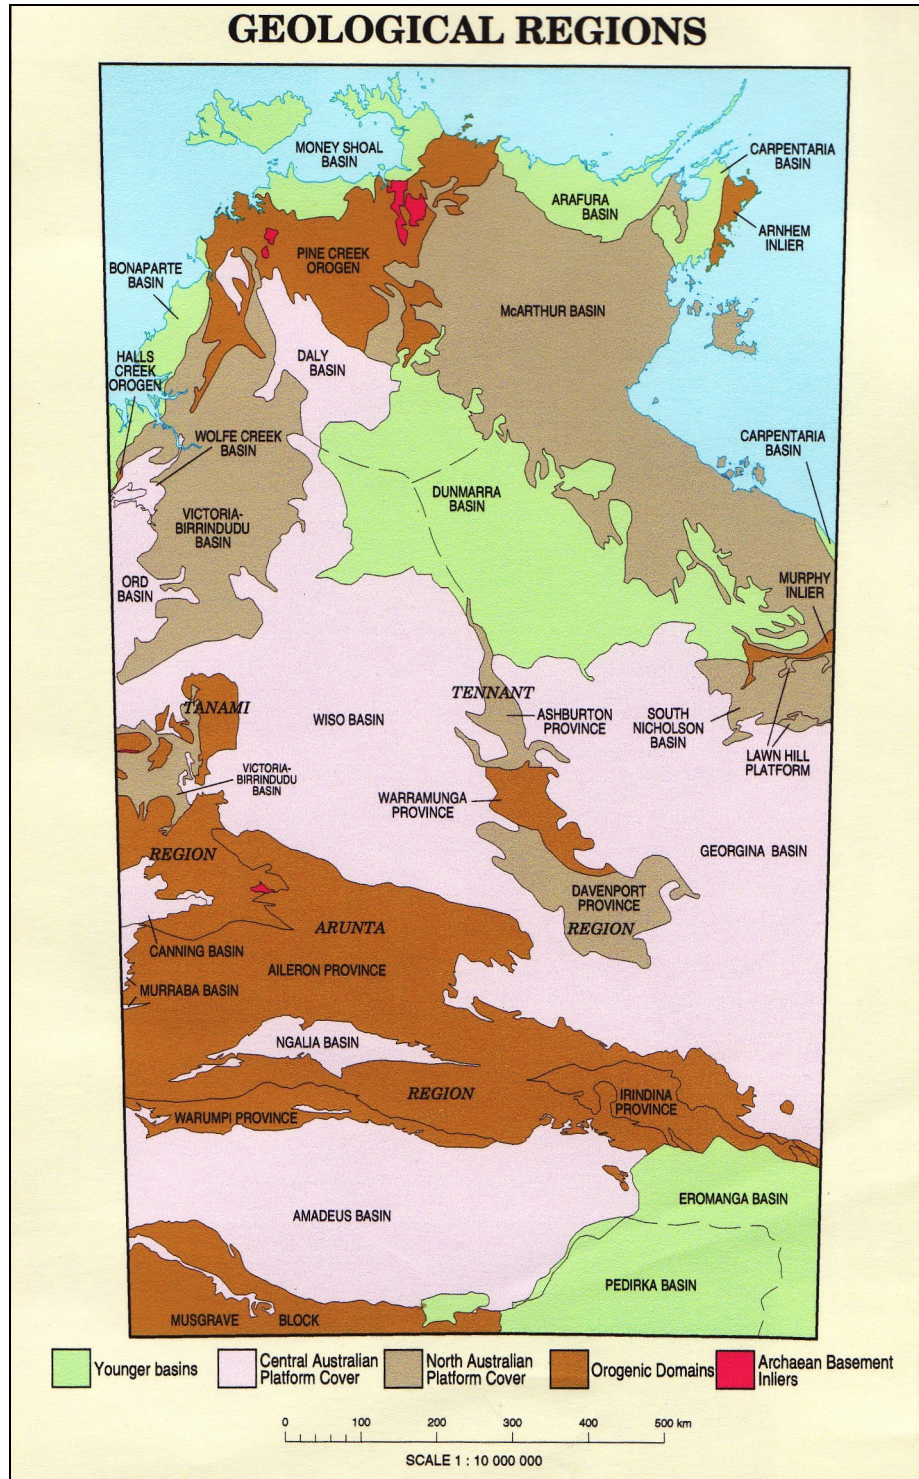 GEOLOGICAL REGIONS
MONEY SHOAL
BASIN
CARPENTARIA
BASIN
ARAFURA
BASIN
ARNHEM
INLIER
PINE CREEK
OROGEN
BONAPARTE
BASIN
McARTHUR BASIN
HALLS
CREEK
OROGEN
DALY
BASIN
WOLFE CREEK
BASIN
CARPENTARIA
BASIN
DUNMARRA
BASIN
VICTORIA-
BIRRINDUDU
BASIN
ORD
BASIN
MURPHY
INLIER
TENNANT
TANAMI
WISO BASIN
ASHBURTON
PROVINCE
SOUTH
NICHOLSON
BASIN
LAWN HILL
PLATFORM
VICTORIA-
BIRRINDUDU
BASIN
WARRAMUNGA
PROVINCE
REGION
GEORGINA BASIN
DAVENPORT
PROVINCE
REGION
ARUNTA
CANNING BASIN
AILERON PROVINCE
MURRABA BASIN
NGALIA BASIN
REGION
IRINDINA
PROVINCE
WARUMPI PROVINCE
EROMANGA BASIN
AMADEUS BASIN
PEDIRKA BASIN
MUSGRAVE BLOCK
Younger basins
Central Australian
Platform Cover
North Australian
Platform Cover
Orogenic Domains
Archaean Basement
Inliers
0 100 200 300 400 500 km
SCALE 1 : 10 000 000